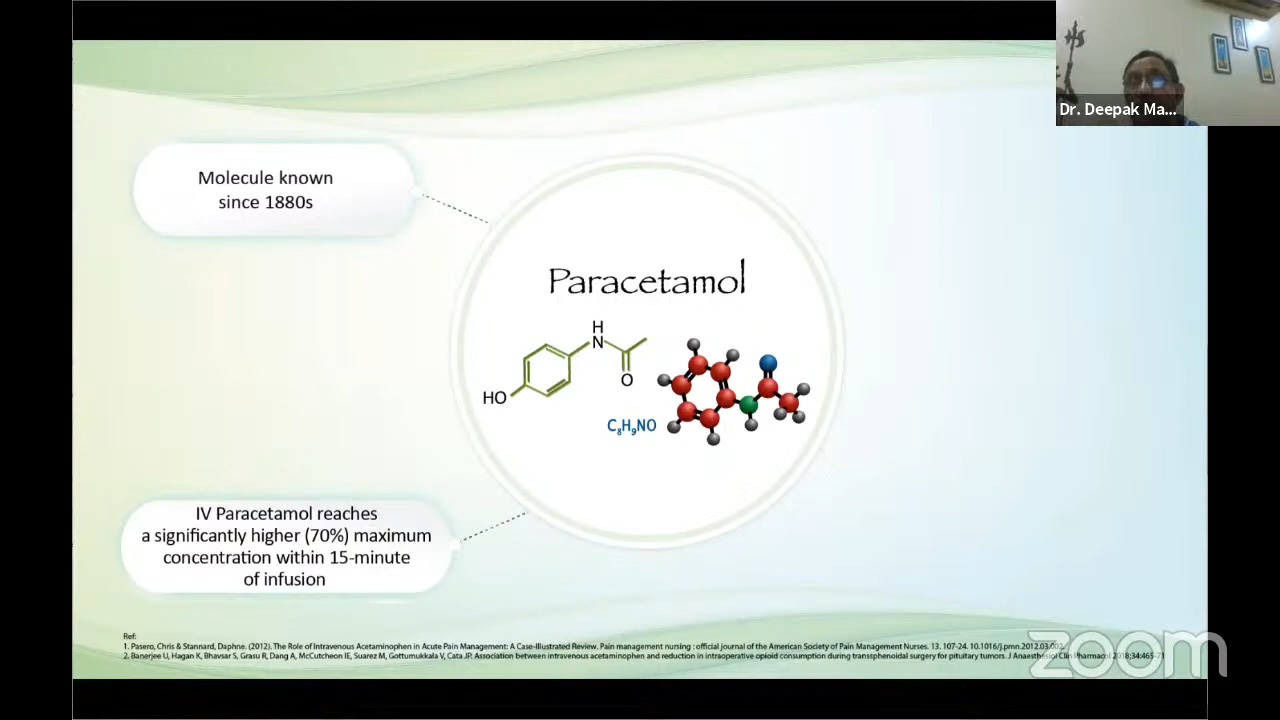 Dr. Deepak Ma...
Molecule known
since 1880s
Paracetamol
H
N
O
HO
C₈H₉NO
IV Paracetamol reaches
a significantly higher (70%) maximum
concentration within 15-minute
of infusion
Ref:
1. Pasero, Chris & Stannard, Daphne. (2012). The Role of Intravenous Acetaminophen in Acute Pain Management: A Case-Illustrated Review. Pain management nursing : official journal of the American Society of Pain Management Nurses. 13. 107-24. 10.1016/j.pmn.2012.03.002.
2. Banerjee U, Hagan K, Bhavsar S, Grasu R, Dang A, McCutcheon IE, Suarez M, Gottumukkala V, Cata JP. Association between intravenous acetaminophen and reduction in intraoperative opioid consumption during transsphenoidal surgery for pituitary tumors. J Anaesthesiol Clin Pharmacol 2018;34:465-71
zoom